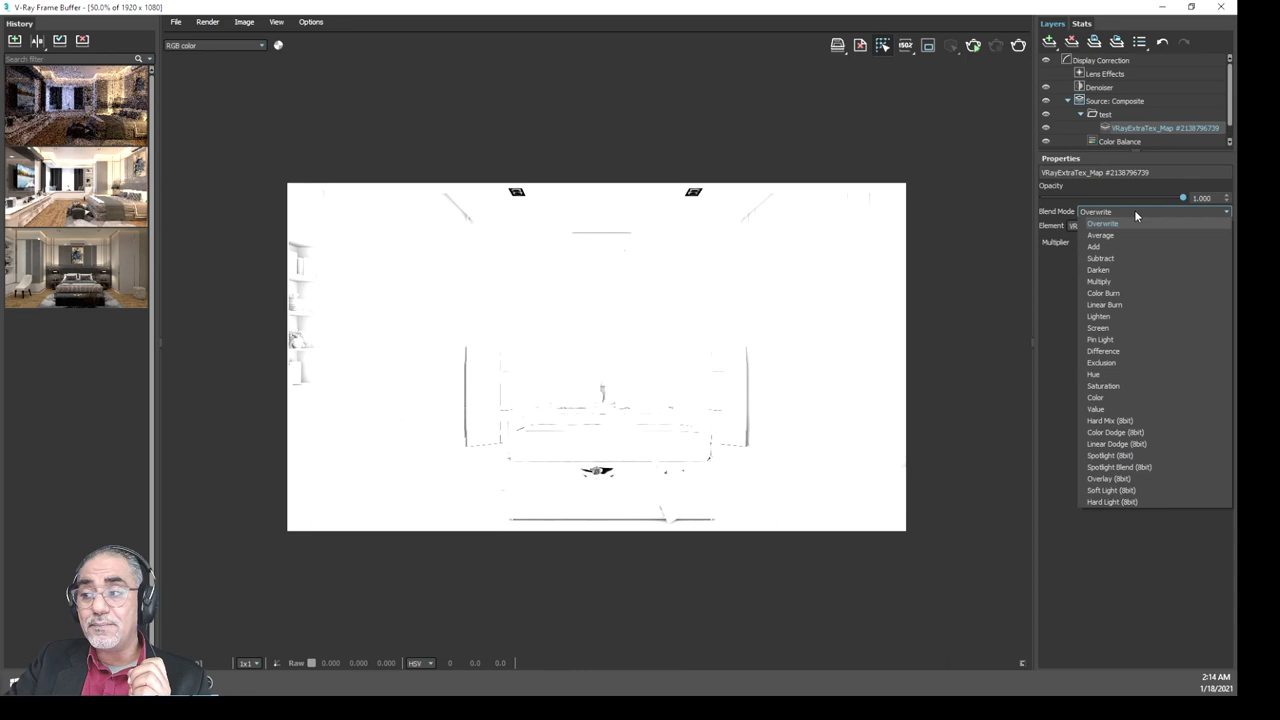 V-Ray Frame Buffer - [50.0% of 1920 x 1080]
History
File Render Image View Options
Layers Stats
RGB color
Search filter
Display Correction
Lens Effects
Denoiser
Source: Composite
test
VRayExtraTex_Map #2138796739
Color Balance
Properties
VRayExtraTex_Map #2138796739
Opacity
1.000
Blend Mode Overwrite
Element VR
Multiplier
Overwrite
Average
Add
Subtract
Darken
Multiply
Color Burn
Linear Burn
Lighten
Screen
Pin Light
Difference
Exclusion
Hue
Saturation
Color
Value
Hard Mix (8bit)
Color Dodge (8bit)
Linear Dodge (8bit)
Spotlight (8bit)
Spotlight Blend (8bit)
Overlay (8bit)
Soft Light (8bit)
Hard Light (8bit)
1x1 Raw 0.000 0.000 0.000 HSV 0 0.0 0.0
2:14 AM
1/18/2021